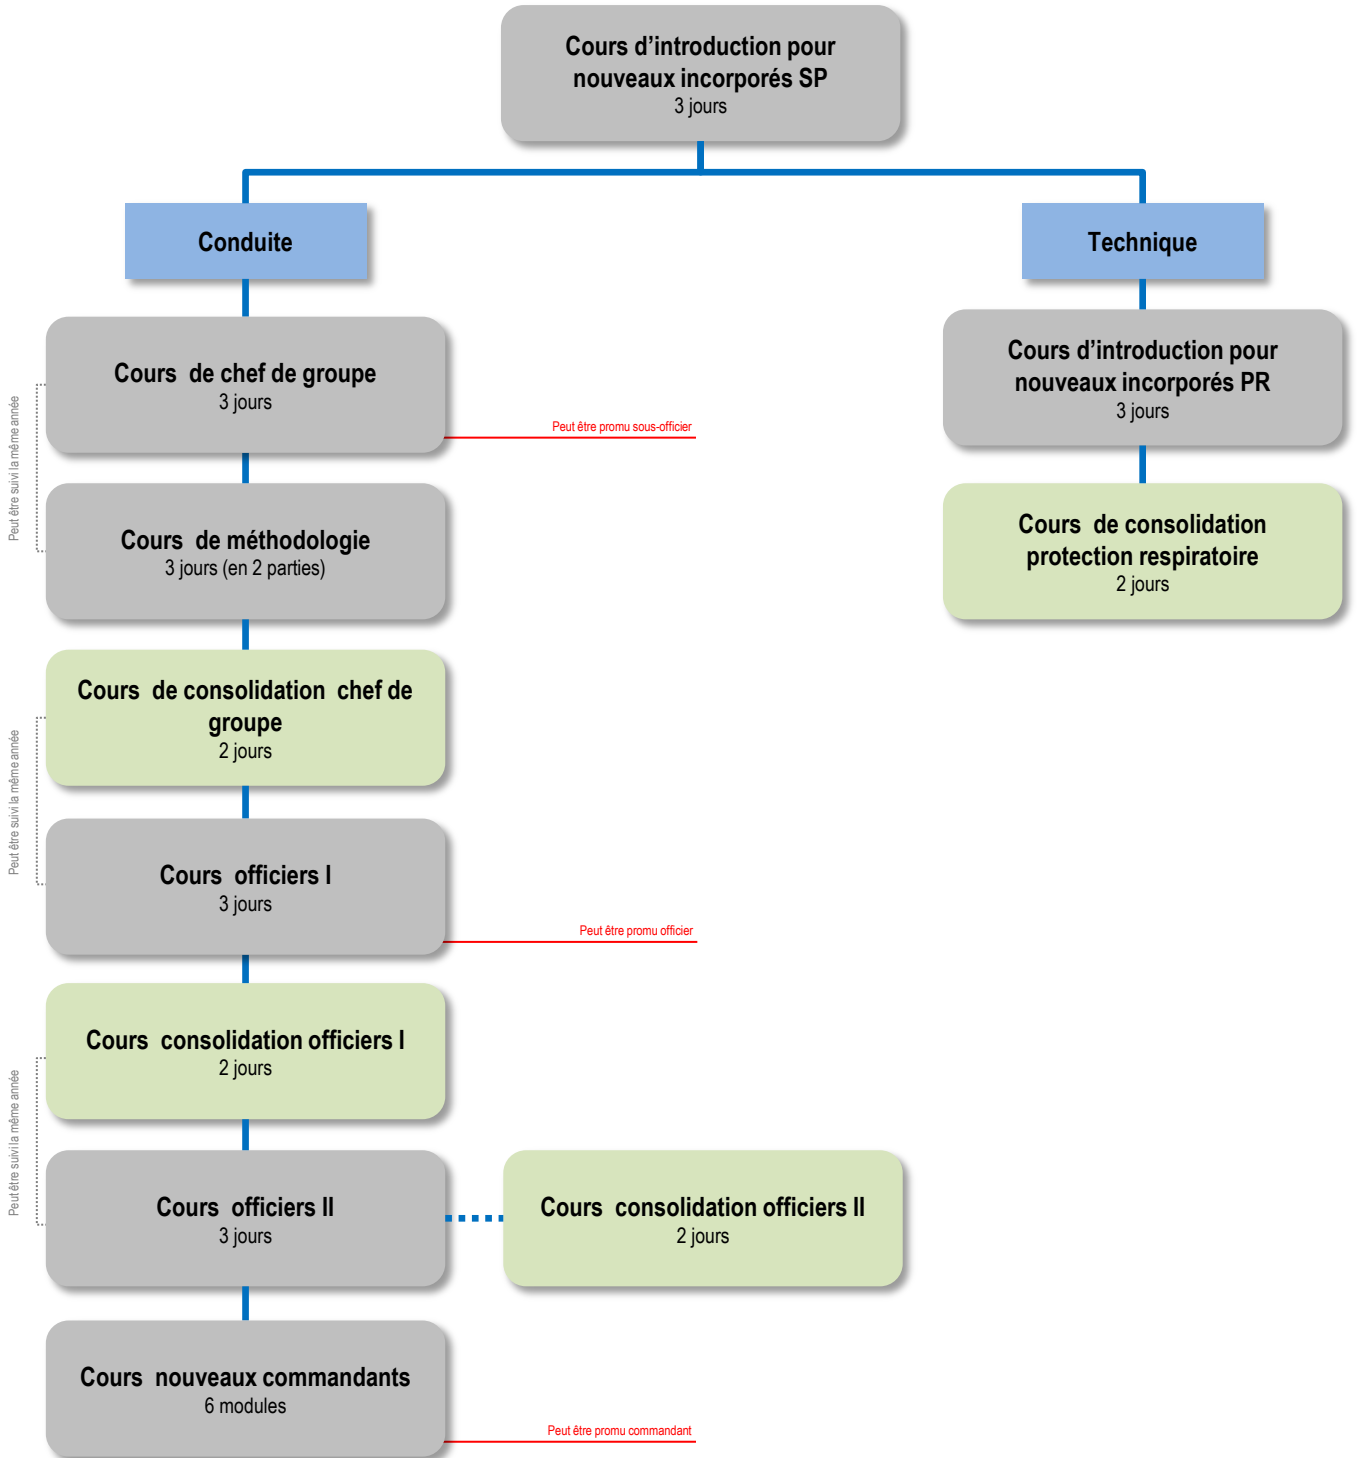 Cours d’introduction pour
nouveaux incorporés SP
3 jours
Conduite
Technique
Cours de chef de groupe
3 jours
Peut être promu sous-officier
Cours d’introduction pour
nouveaux incorporés PR
3 jours
Peut être suivi la même année
Cours de méthodologie
3 jours (en 2 parties)
Cours de consolidation
protection respiratoire
2 jours
Cours de consolidation chef de
groupe
2 jours
Peut être suivi la même année
Cours officiers I
3 jours
Peut être promu officier
Cours consolidation officiers I
2 jours
Peut être suivi la même année
Cours officiers II
3 jours
Cours consolidation officiers II
2 jours
Cours nouveaux commandants
6 modules
Peut être promu commandant